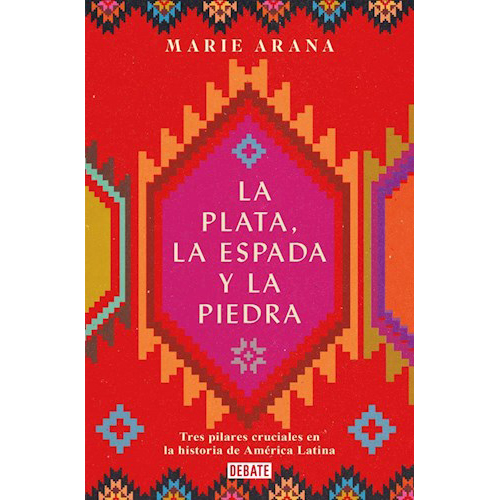 MARIE ARANA
LA
PLATA,
LA ESPADA
Y LA
PIEDRA
Tres pilares cruciales en
la historia de América Latina
DEBATE